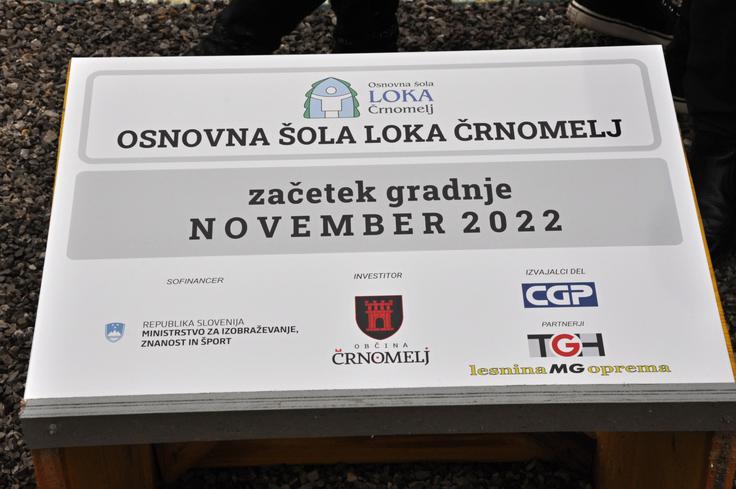 Osnovna šola
LOKA
Črnomelj
OSNOVNA ŠOLA LOKA ČRNOMELJ
začetek gradnje
NOVEMBER 2022
SOFINANCER
REPUBLIKA SLOVENIJA
MINISTRSTVO ZA IZOBRAŽEVANJE,
ZNANOST IN ŠPORT
INVESTITOR
OBČINA
ČRNOMELJ
IZVAJALCI DEL
CGP
PARTNERJI
TGH
lesnina MG oprema